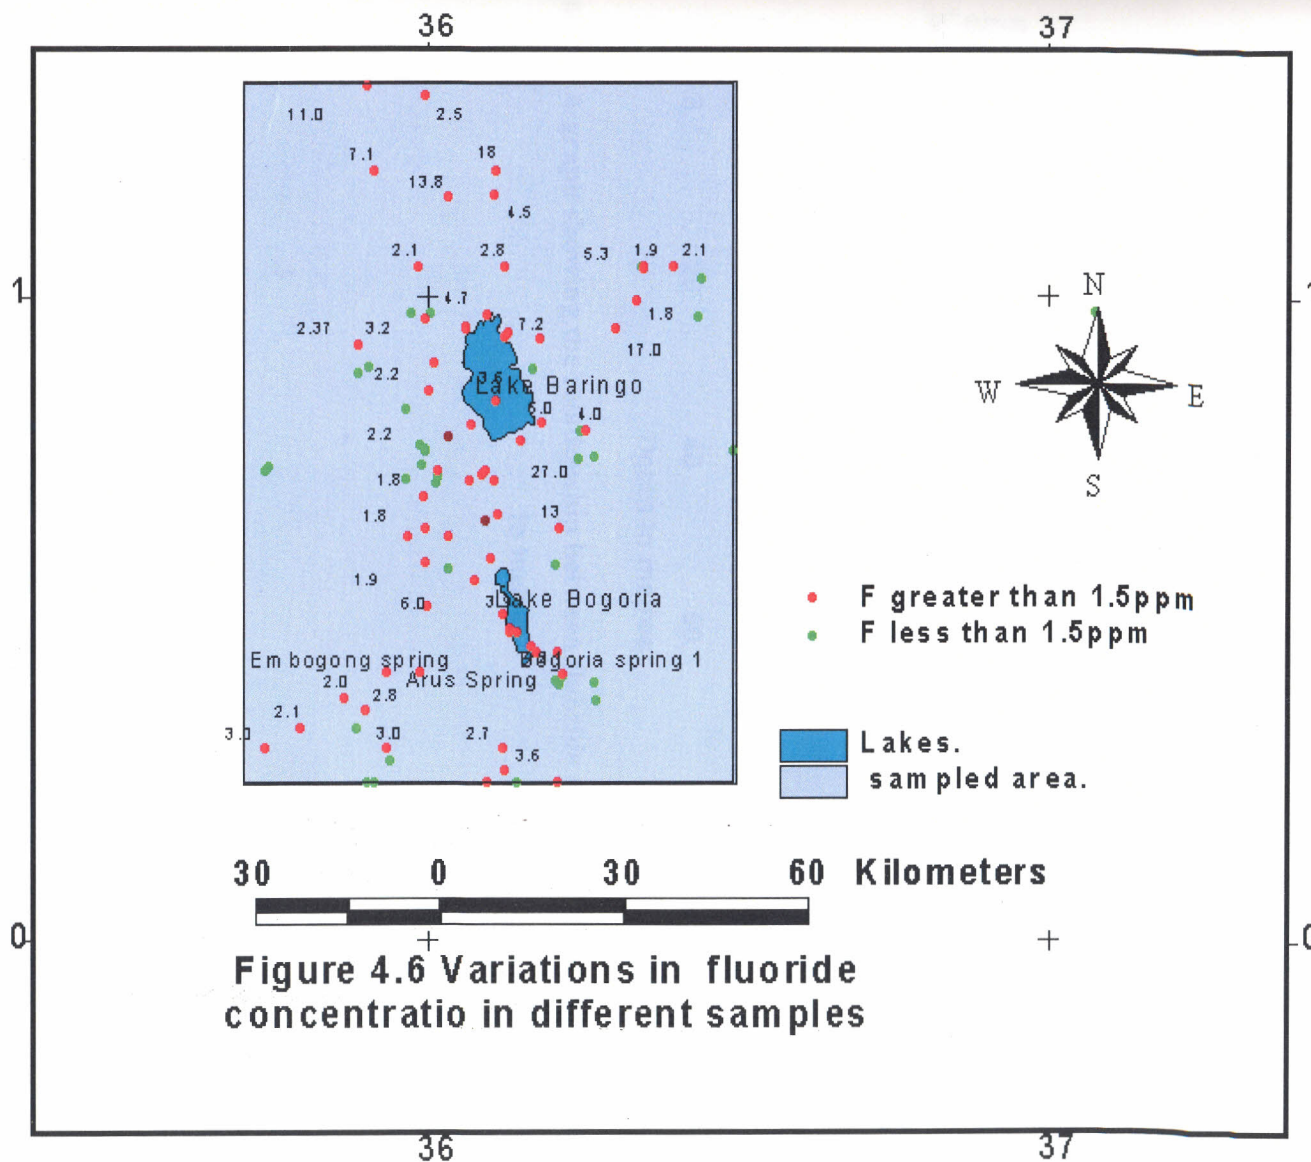 36 37
11.0 2.5
7.1 18
13.8
4.5
2.1 2.8 5.3 1.9 2.1
1 4.7
1.8
2.37 3.2 7.2
17.0
2.2 3.6
Lake Baringo
6.0 4.0
2.2
1.8 27.0
1.8 13
1.9
6.0 Lake Bogoria
Embogong spring Bogoria spring 1
Arus Spring
2.0 2.8
2.1
3.0 3.0 2.7
3.6
N
W E
S
F greater than 1.5ppm
F less than 1.5ppm
Lakes.
sampled area.
30 0 30 60 Kilometers
0 0
Figure 4.6 Variations in fluoride
concentratio in different samples
36 37